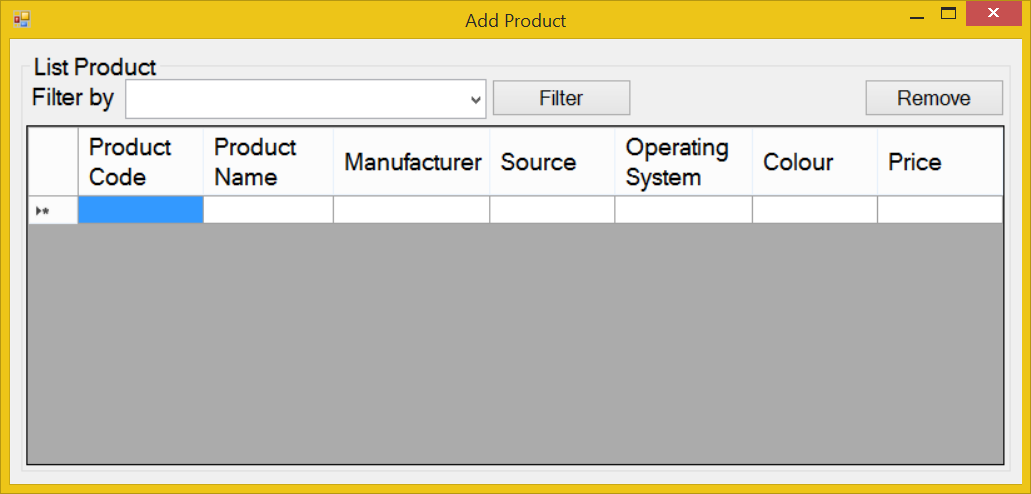 Add Product
List Product
Filter by
Filter
Remove
Product Code
Product Name
Manufacturer
Source
Operating System
Colour
Price